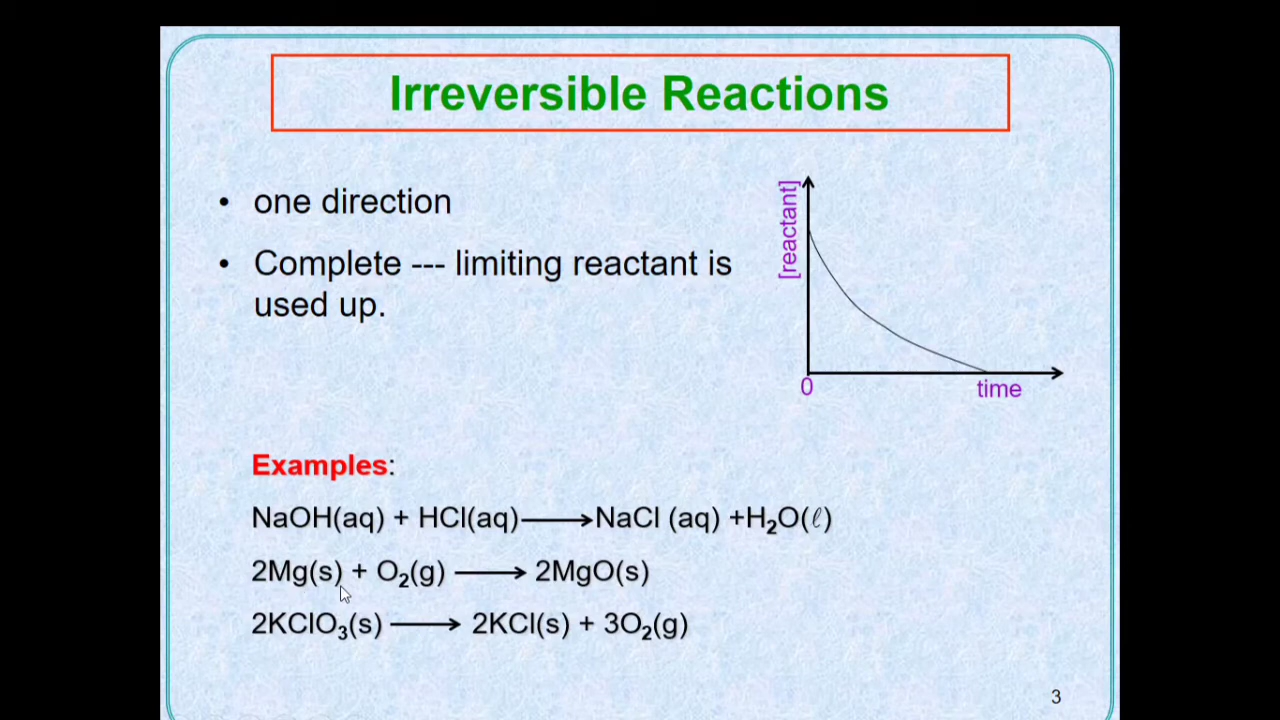 Irreversible Reactions
• one direction
• Complete --- limiting reactant is
used up.
[reactant]
0
time
Examples:
NaOH(aq) + HCl(aq)⟶NaCl (aq) +H₂O(ℓ)
2Mg(s) + O₂(g) ⟶ 2MgO(s)
2KClO₃(s) ⟶ 2KCl(s) + 3O₂(g)
3